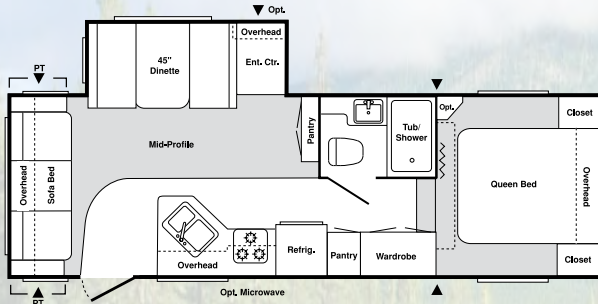 Opt.
PT
45"
Dinette
Overhead
Ent. Ctr.
Mid-Profile
Pantry
Tub/
Shower
Opt.
Closet
Overhead
Sofa Bed
Queen Bed
Overhead
Overhead
Refrig.
Pantry
Wardrobe
Closet
PT
Opt. Microwave